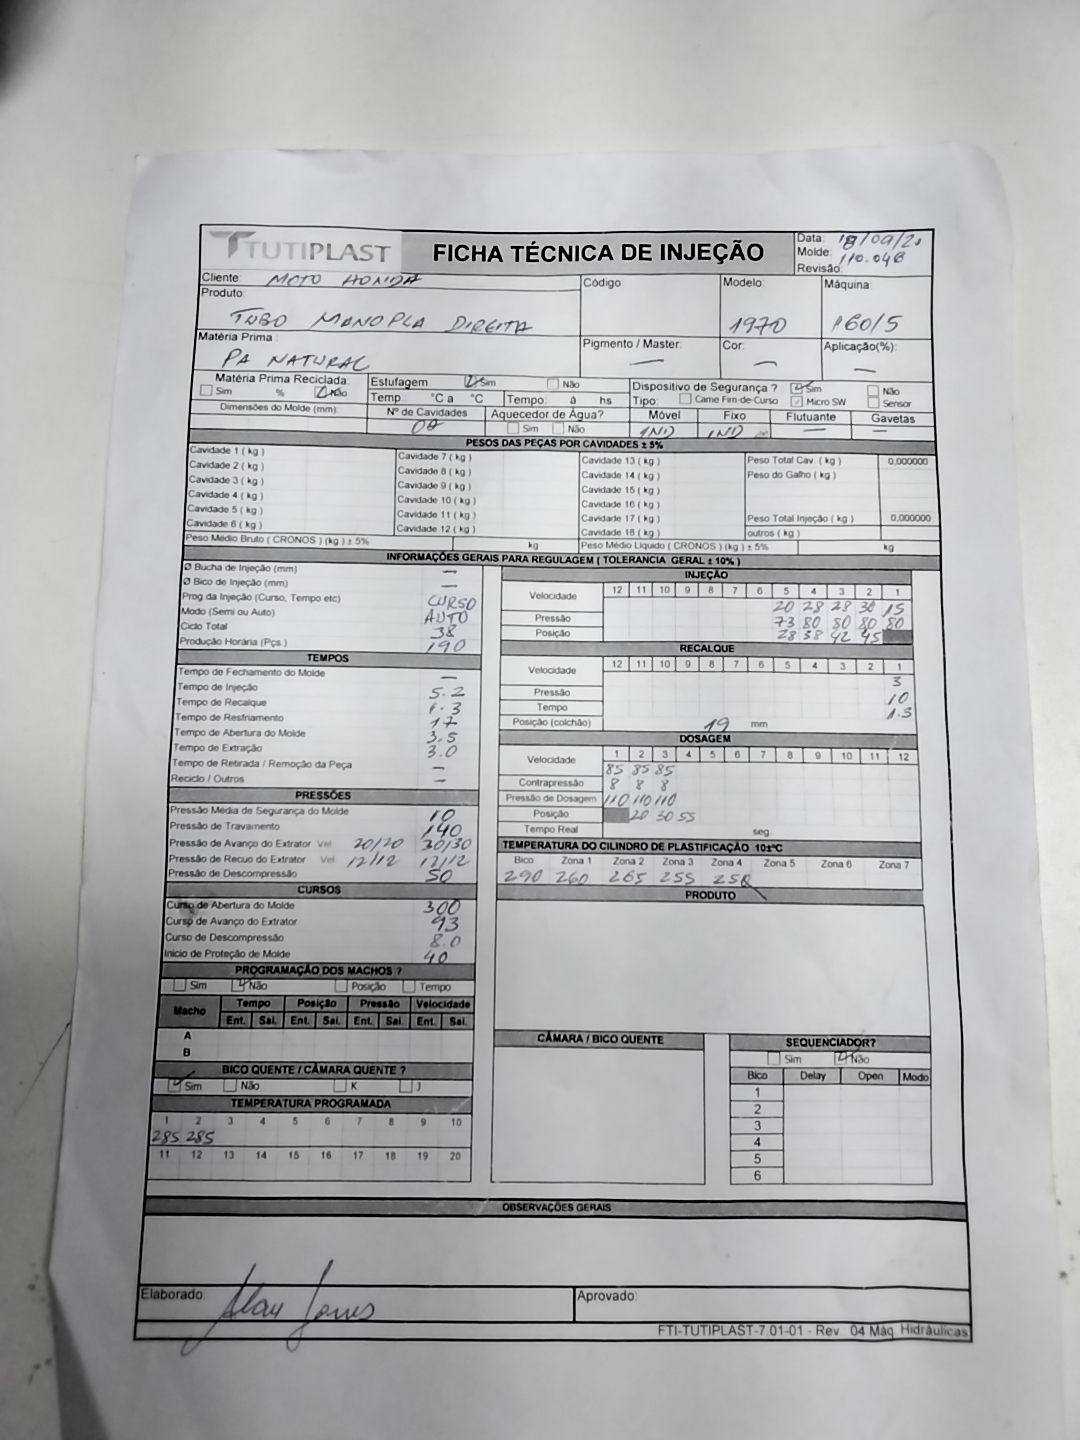 TUTIPLAST
FICHA TÉCNICA DE INJEÇÃO
Data: 18/09/21
Molde: 110.046
Revisão:
Cliente: MOTO HONDA
Código
Modelo: 1970
Máquina: 160/5
Produto: TUBO MANOPLA DIREITA
Matéria Prima: PA NATURAL
Pigmento / Master: —
Cor: —
Aplicação(%): —
Matéria Prima Reciclada: Sim % Não
Estufagem Sim Não
Temp. °C a °C Tempo: à hs
Dispositivo de Segurança ? Sim Não
Tipo: Came Fim-de-Curso Micro SW Sensor
Dimensões do Molde (mm)
Nº de Cavidades
Aquecedor de Água? Sim Não
Móvel Fixo Flutuante Gavetas
IND IND — —
PESOS DAS PEÇAS POR CAVIDADES ± 5%
Cavidade 1 ( kg ) Cavidade 7 ( kg ) Cavidade 13 ( kg ) Peso Total Cav. ( kg ) 0,000000
Cavidade 2 ( kg ) Cavidade 8 ( kg ) Cavidade 14 ( kg ) Peso do Galho ( kg )
Cavidade 3 ( kg ) Cavidade 9 ( kg ) Cavidade 15 ( kg )
Cavidade 4 ( kg ) Cavidade 10 ( kg ) Cavidade 16 ( kg )
Cavidade 5 ( kg ) Cavidade 11 ( kg ) Cavidade 17 ( kg ) Peso Total Injeção ( kg ) 0,000000
Cavidade 6 ( kg ) Cavidade 12 ( kg ) Cavidade 18 ( kg ) outros ( kg )
Peso Médio Bruto ( CRONOS ) (kg ) ± 5% kg Peso Médio Liquido ( CRONOS ) (kg ) ± 5% kg
INFORMAÇÕES GERAIS PARA REGULAGEM ( TOLERANCIA GERAL ± 10% )
Ø Bucha de Injeção (mm) —
Ø Bico de Injeção (mm) —
Prog da Injeção (Curso, Tempo etc) CURSO
Modo (Semi ou Auto) AUTO
Ciclo Total 38
Produção Horária (Pçs.) 190
TEMPOS
Tempo de Fechamento do Molde —
Tempo de Injeção 5.2
Tempo de Recalque 1.3
Tempo de Resfriamento 17
Tempo de Abertura do Molde 3.5
Tempo de Extração 3.0
Tempo de Retirada / Remoção da Peça —
Reciclo / Outros —
PRESSÕES
Pressão Média de Segurança do Molde 10
Pressão de Travamento 140
Pressão de Avanço do Extrator Vel 20/20 30/30
Pressão de Recuo do Extrator Vel 12/12 12/12
Pressão de Descompressão 50
CURSOS
Curso de Abertura do Molde 300
Curso de Avanço do Extrator 93
Curso de Descompressão 8.0
Inicio de Proteção de Molde 40
PROGRAMAÇÃO DOS MACHOS ?
Sim Não Posição Tempo
Macho Tempo Posição Pressão Velocidade
Ent. Sai. Ent. Sai. Ent. Sai. Ent. Sai.
A
B
BICO QUENTE / CÂMARA QUENTE ?
Sim Não K J
TEMPERATURA PROGRAMADA
1 2 3 4 5 6 7 8 9 10
285 285
11 12 13 14 15 16 17 18 19 20
INJEÇÃO
12 11 10 9 8 7 6 5 4 3 2 1
Velocidade 20 28 28 30 15
Pressão 73 80 80 80 80
Posição 28 38 42 45
RECALQUE
12 11 10 9 8 7 6 5 4 3 2 1
Velocidade 3
Pressão 10
Tempo 1.3
Posição (colchão) 19 mm
DOSAGEM
1 2 3 4 5 6 7 8 9 10 11 12
Velocidade 85 85 85
Contrapressão 8 8 8
Pressão de Dosagem 110 110 110
Posição 20 30 55
Tempo Real seg
TEMPERATURA DO CILINDRO DE PLASTIFICAÇÃO 10±ºC
Bico Zona 1 Zona 2 Zona 3 Zona 4 Zona 5 Zona 6 Zona 7
290 260 265 255 250
PRODUTO
CÂMARA / BICO QUENTE
SEQUENCIADOR?
Sim Não
Bico Delay Open Modo
1
2
3
4
5
6
OBSERVAÇÕES GERAIS
Elaborado:
Aprovado:
FTI-TUTIPLAST-7.01-01 - Rev. 04 Máq. Hidráulicas